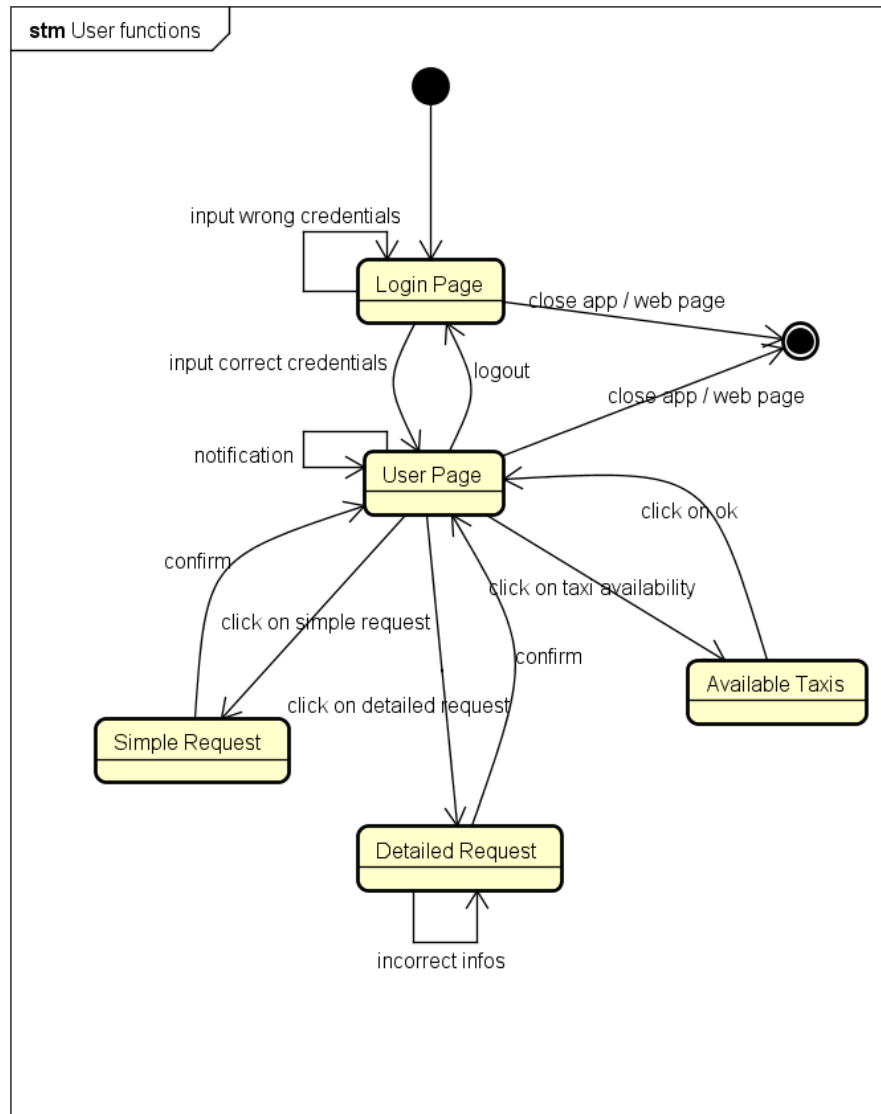 stm User functions
input wrong credentials
Login Page
close app / web page
input correct credentials
logout
close app / web page
notification
User Page
click on ok
confirm
click on taxi availability
click on simple request
confirm
Available Taxis
click on detailed request
Simple Request
Detailed Request
incorrect infos